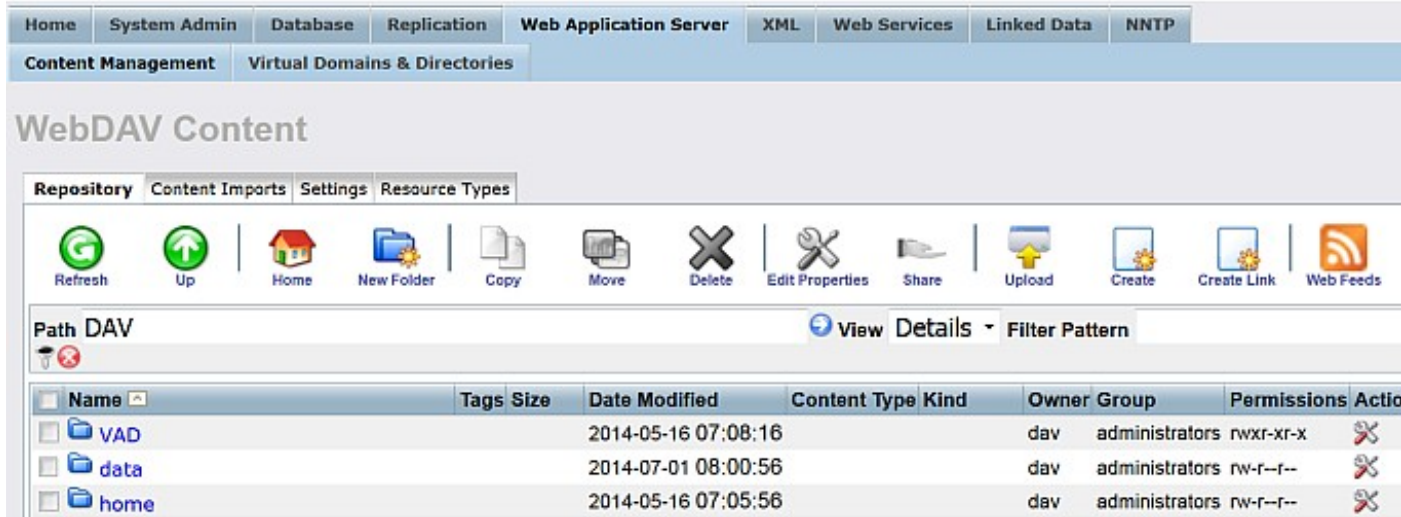 Home System Admin Database Replication Web Application Server XML Web Services Linked Data NNTP
Content Management Virtual Domains & Directories
WebDAV Content
Repository Content Imports Settings Resource Types
Refresh Up Home New Folder Copy Move Delete Edit Properties Share Upload Create Create Link Web Feeds
Path DAV View Details Filter Pattern
Name Tags Size Date Modified Content Type Kind Owner Group Permissions Actio
VAD 2014-05-16 07:08:16 dav administrators rwxr-xr-x
data 2014-07-01 08:00:56 dav administrators rw-r--r--
home 2014-05-16 07:05:56 dav administrators rw-r--r--